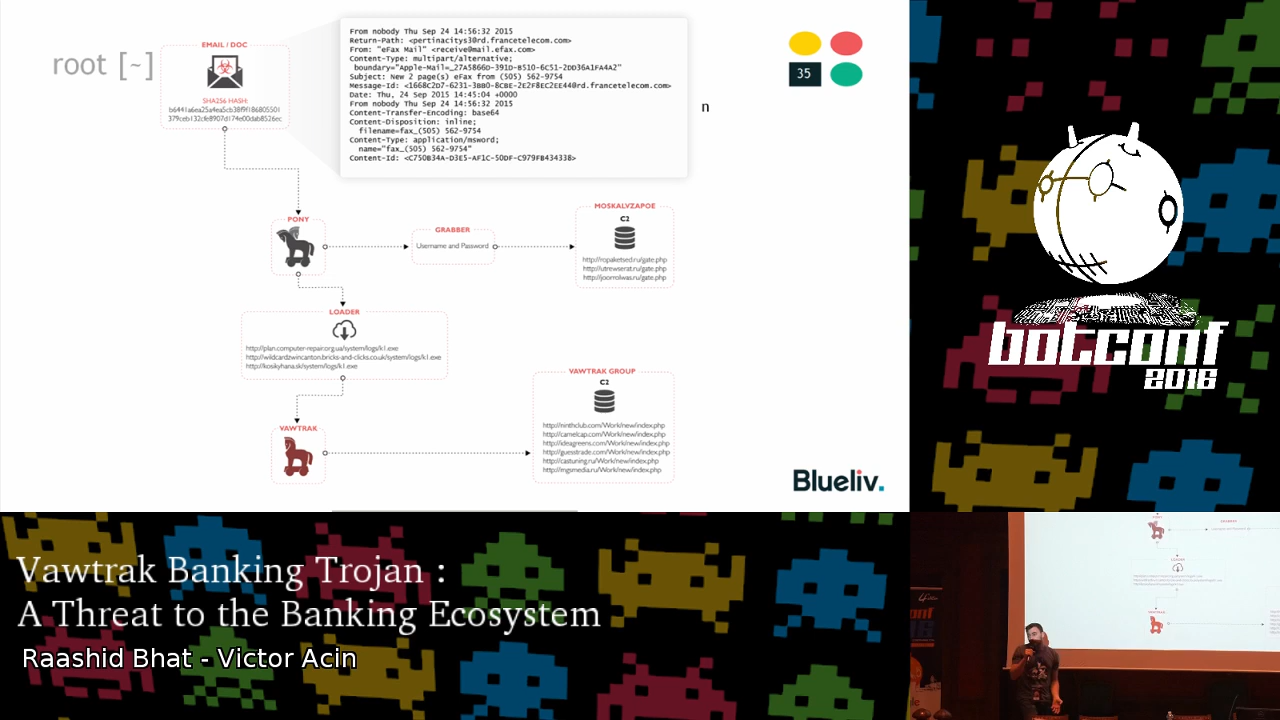 root [~]
EMAIL / DOC
SHA256 HASH:
b6441a6ea25a4ea5cb38f9f186805501
379ceb132cfe8907d174e00dab8526ec
From nobody Thu Sep 24 14:56:32 2015
Return-Path: <pertinacitys3@rd.francetelecom.com>
From: "eFax Mail" <receive@mail.efax.com>
Content-Type: multipart/alternative;
boundary="Apple-Mail=_27A5866D-391D-B510-6C51-2DD36A1FA4A2"
Subject: New 2 page(s) eFax from (505) 562-9754
Message-Id: <1668C2D7-6231-3BB0-8CBE-2E2F8EC2EE44@rd.francetelecom.com>
Date: Thu, 24 Sep 2015 14:45:04 +0000
From nobody Thu Sep 24 14:56:32 2015
Content-Transfer-Encoding: base64
Content-Disposition: inline;
filename=fax_(505) 562-9754
Content-Type: application/msword;
name="fax_(505) 562-9754"
Content-Id: <C750B34A-D3E5-AF1C-50DF-C979FB434338>
n
35
PONY
GRABBER
Username and Password
MOSKALVZAPOE
C2
http://ropaketsed.ru/gate.php
http://utrewserat.ru/gate.php
http://joorrolwas.ru/gate.php
LOADER
http://plan.computer-repair.org.ua/system/logs/k1.exe
http://wildcardzwincanton.bricks-and-clicks.co.uk/system/logs/k1.exe
http://kosikyhana.sk/system/logs/k1.exe
VAWTRAK
VAWTRAK GROUP
C2
http://ninthclub.com/Work/new/index.php
http://camelcap.com/Work/new/index.php
http://ideagreens.com/Work/new/index.php
http://guesstrade.com/Work/new/index.php
http://castuning.ru/Work/new/index.php
http://mgsmedia.ru/Work/new/index.php
Blueliv.
botconf
2016
Vawtrak Banking Trojan :
A Threat to the Banking Ecosystem
Raashid Bhat - Victor Acin